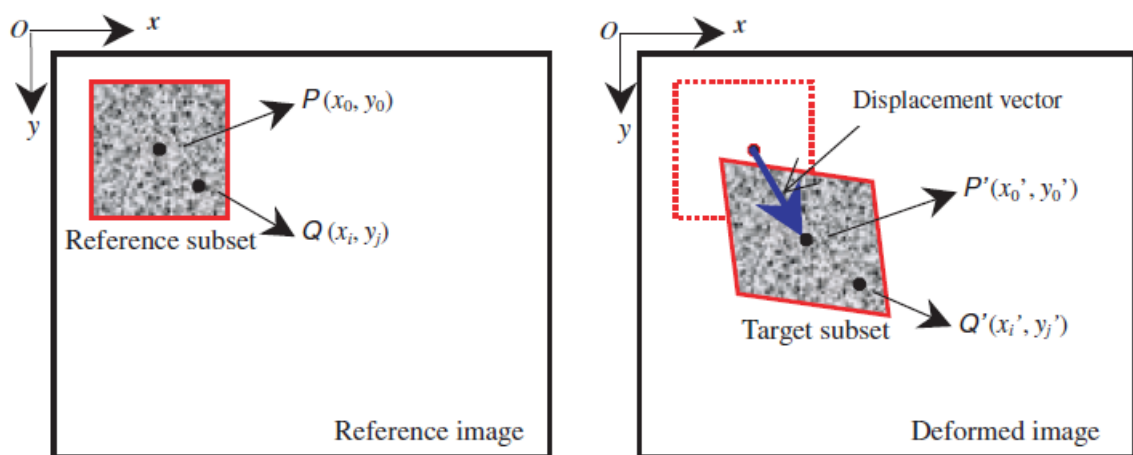 O x
y
P (x₀, y₀)
Q (xᵢ, yⱼ)
Reference subset
Reference image
O x
y
Displacement vector
P’(x₀’, y₀’)
Q’(xᵢ’, yⱼ’)
Target subset
Deformed image